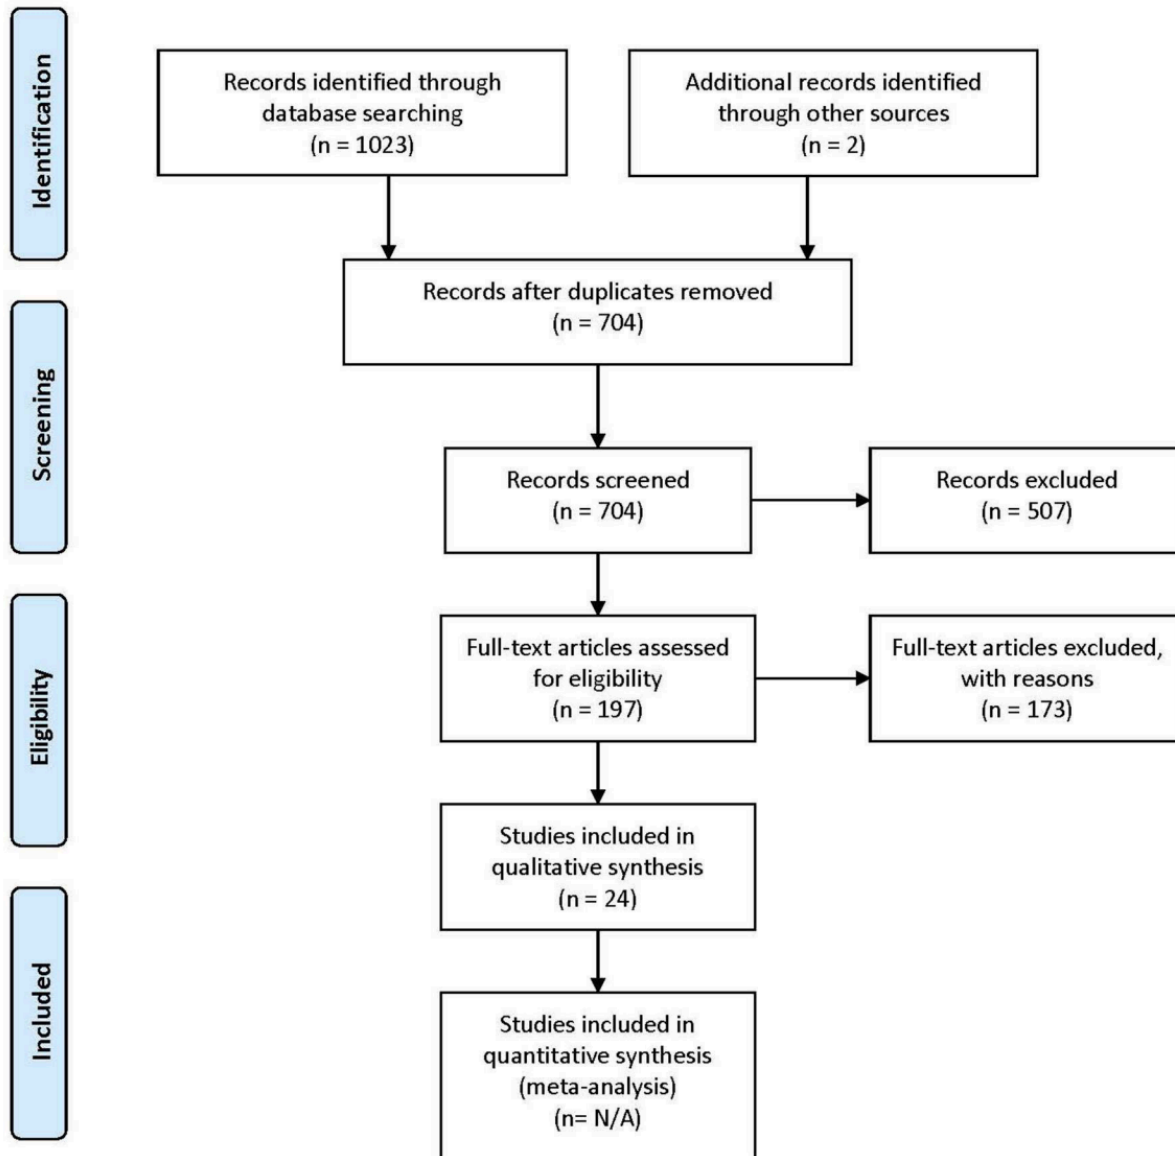 Identification
Records identified through
database searching
(n = 1023)
Additional records identified
through other sources
(n = 2)
Records after duplicates removed
(n = 704)
Screening
Records screened
(n = 704)
Records excluded
(n = 507)
Eligibility
Full-text articles assessed
for eligibility
(n = 197)
Full-text articles excluded,
with reasons
(n = 173)
Studies included in
qualitative synthesis
(n = 24)
Included
Studies included in
quantitative synthesis
(meta-analysis)
(n= N/A)